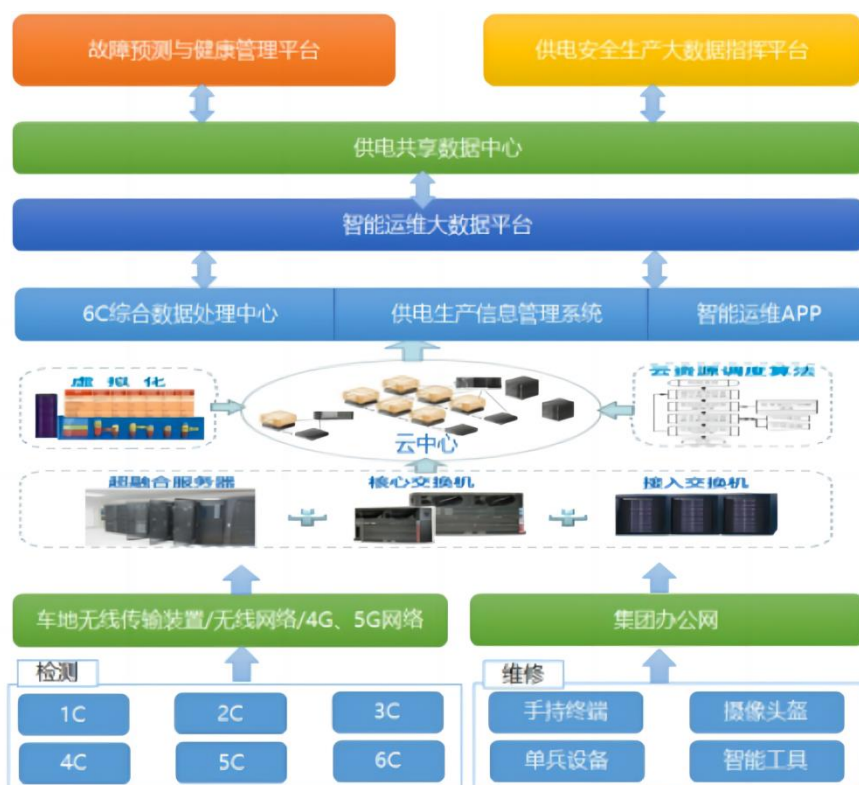 故障预测与健康管理平台
供电安全生产大数据指挥平台
供电共享数据中心
智能运维大数据平台
6C综合数据处理中心
供电生产信息管理系统
智能运维APP
虚拟化
云资源调度算法
云中心
超融合服务器
核心交换机
接入交换机
车地无线传输装置/无线网络/4G、5G网络
集团办公网
检测
1C
2C
3C
4C
5C
6C
维修
手持终端
摄像头盔
单兵设备
智能工具